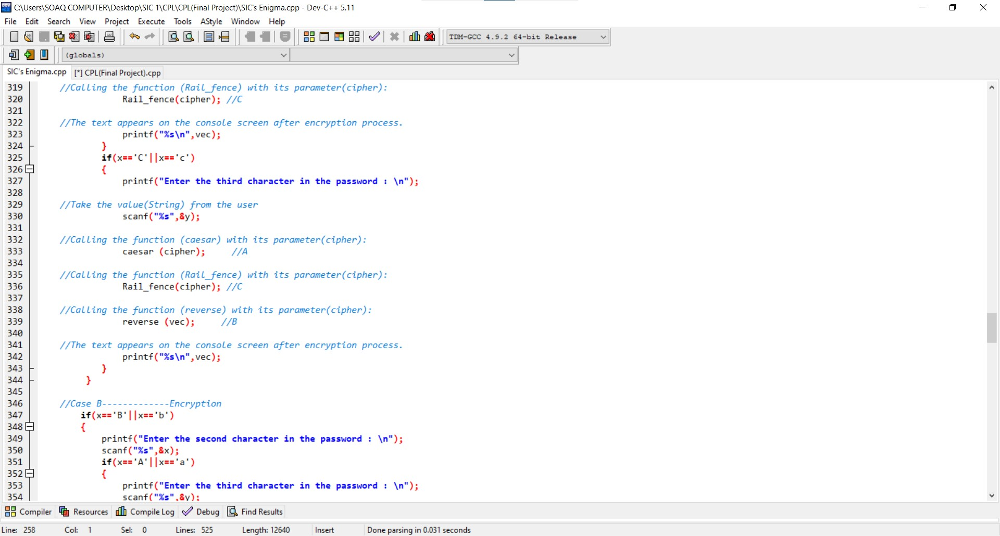 C:\Users\SOAQ COMPUTER\Desktop\SIC 1\CPL\CPL(Final Project)\SIC's Enigma.cpp - Dev-C++ 5.11
File Edit Search View Project Execute Tools AStyle Window Help
TDM-GCC 4.9.2 64-bit Release
(globals)
SIC's Enigma.cpp [*] CPL(Final Project).cpp
319 //Calling the function (Rail_fence) with its parameter(cipher):
320 Rail_fence(cipher); //C
321
322 //The text appears on the console screen after encryption process.
323 printf("%s\n",vec);
324 }
325 if(x=='C'||x=='c')
326 {
327 printf("Enter the third character in the password : \n");
328
329 //Take the value(String) from the user
330 scanf("%s",&y);
331
332 //Calling the function (caesar) with its parameter(cipher):
333 caesar (cipher); //A
334
335 //Calling the function (Rail_fence) with its parameter(cipher):
336 Rail_fence(cipher); //C
337
338 //Calling the function (reverse) with its parameter(cipher):
339 reverse (vec); //B
340
341 //The text appears on the console screen after encryption process.
342 printf("%s\n",vec);
343 }
344 }
345
346 //Case B-------------Encryption
347 if(x=='B'||x=='b')
348 {
349 printf("Enter the second character in the password : \n");
350 scanf("%s",&x);
351 if(x=='A'||x=='a')
352 {
353 printf("Enter the third character in the password : \n");
354 scanf("%s",&y);
Compiler Resources Compile Log Debug Find Results
Line: 258 Col: 1 Sel: 0 Lines: 525 Length: 12640 Insert Done parsing in 0.031 seconds